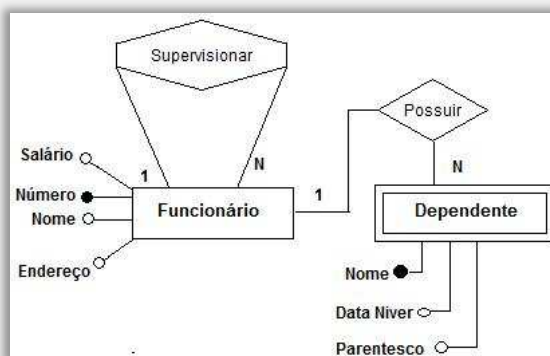 Supervisionar
Possuir
Salário
1
N
1
N
Número
Nome
Funcionário
Dependente
Endereço
Nome
Data Niver
Parentesco